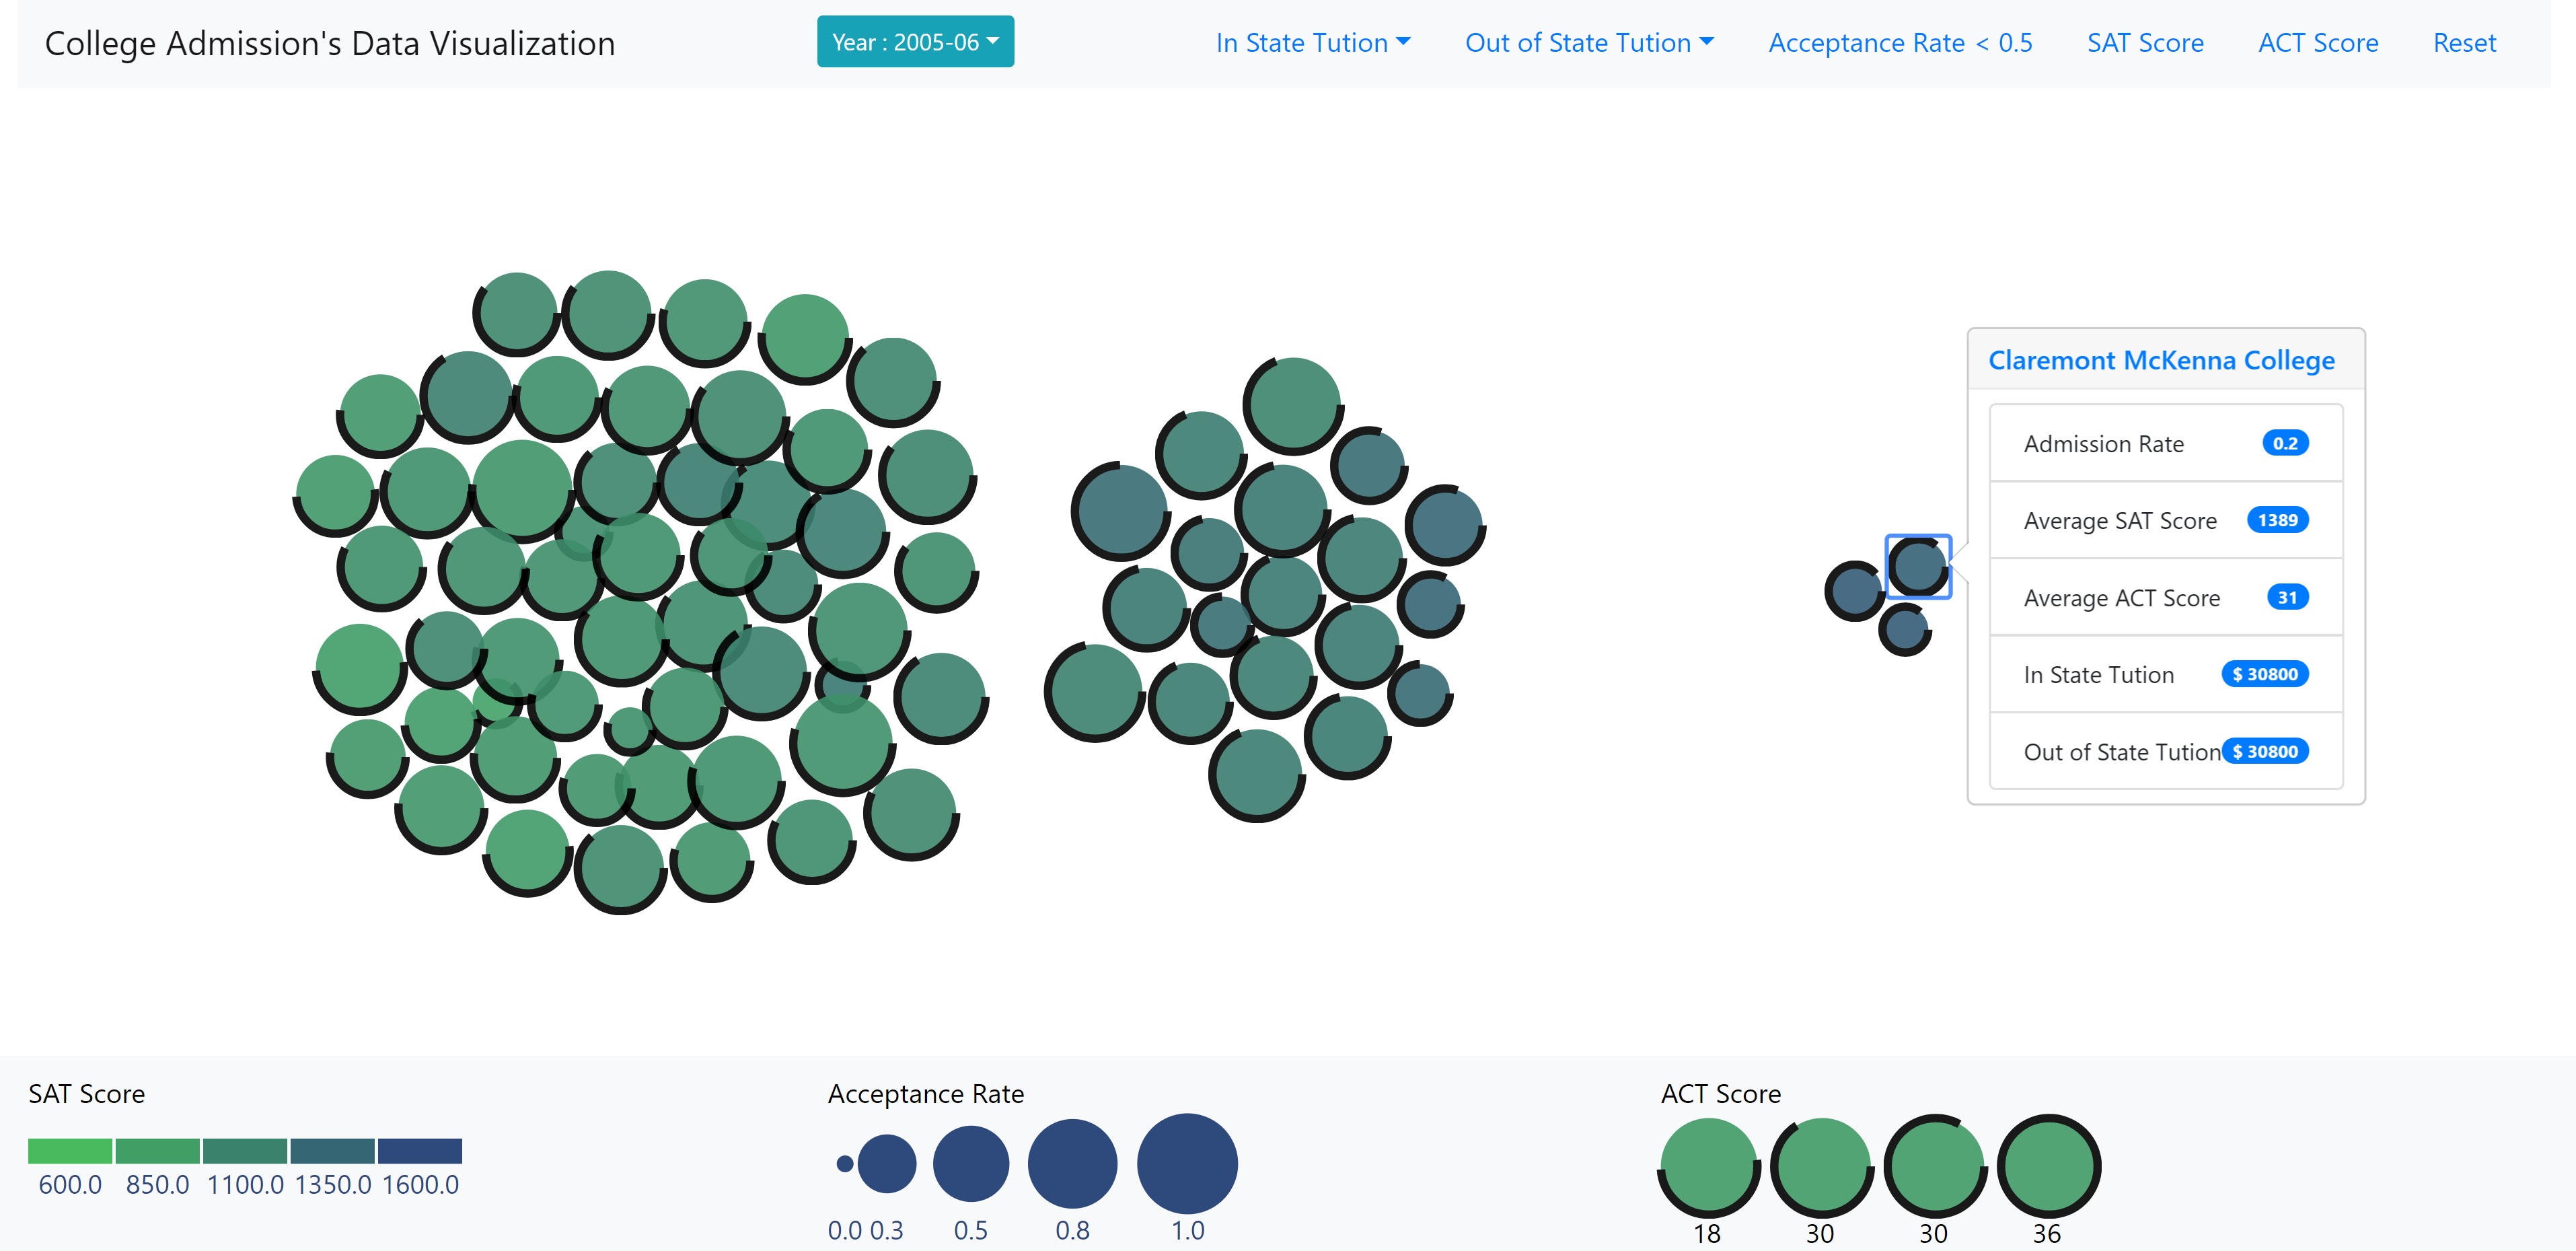 College Admission's Data Visualization
Year : 2005-06
In State Tution
Out of State Tution
Acceptance Rate < 0.5
SAT Score
ACT Score
Reset
Claremont McKenna College
Admission Rate 0.2
Average SAT Score 1389
Average ACT Score 31
In State Tution $ 30800
Out of State Tution $ 30800
SAT Score
600.0 850.0 1100.0 1350.0 1600.0
Acceptance Rate
0.0 0.3 0.5 0.8 1.0
ACT Score
18 30 30 36